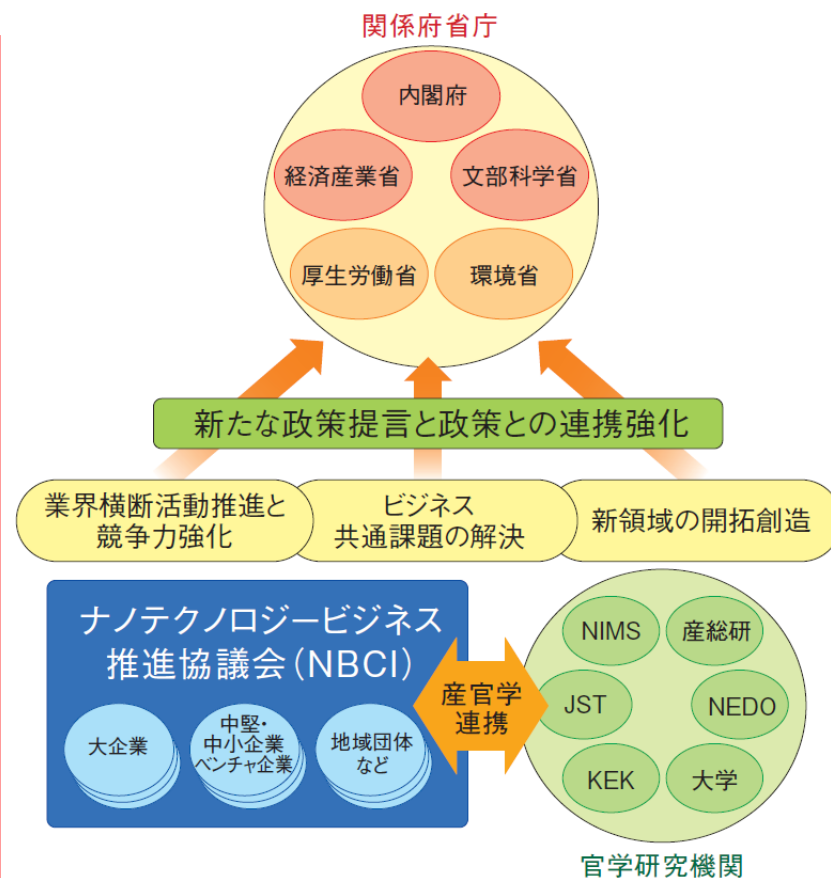 関係府省庁
内閣府
経済産業省
文部科学省
厚生労働省
環境省
新たな政策提言と政策との連携強化
業界横断活動推進と
競争力強化
ビジネス
共通課題の解決
新領域の開拓創造
ナノテクノロジービジネス
推進協議会(NBCI)
大企業
中堅・
中小企業
ベンチャ企業
地域団体
など
産官学
連携
NIMS
産総研
JST
NEDO
KEK
大学
官学研究機関